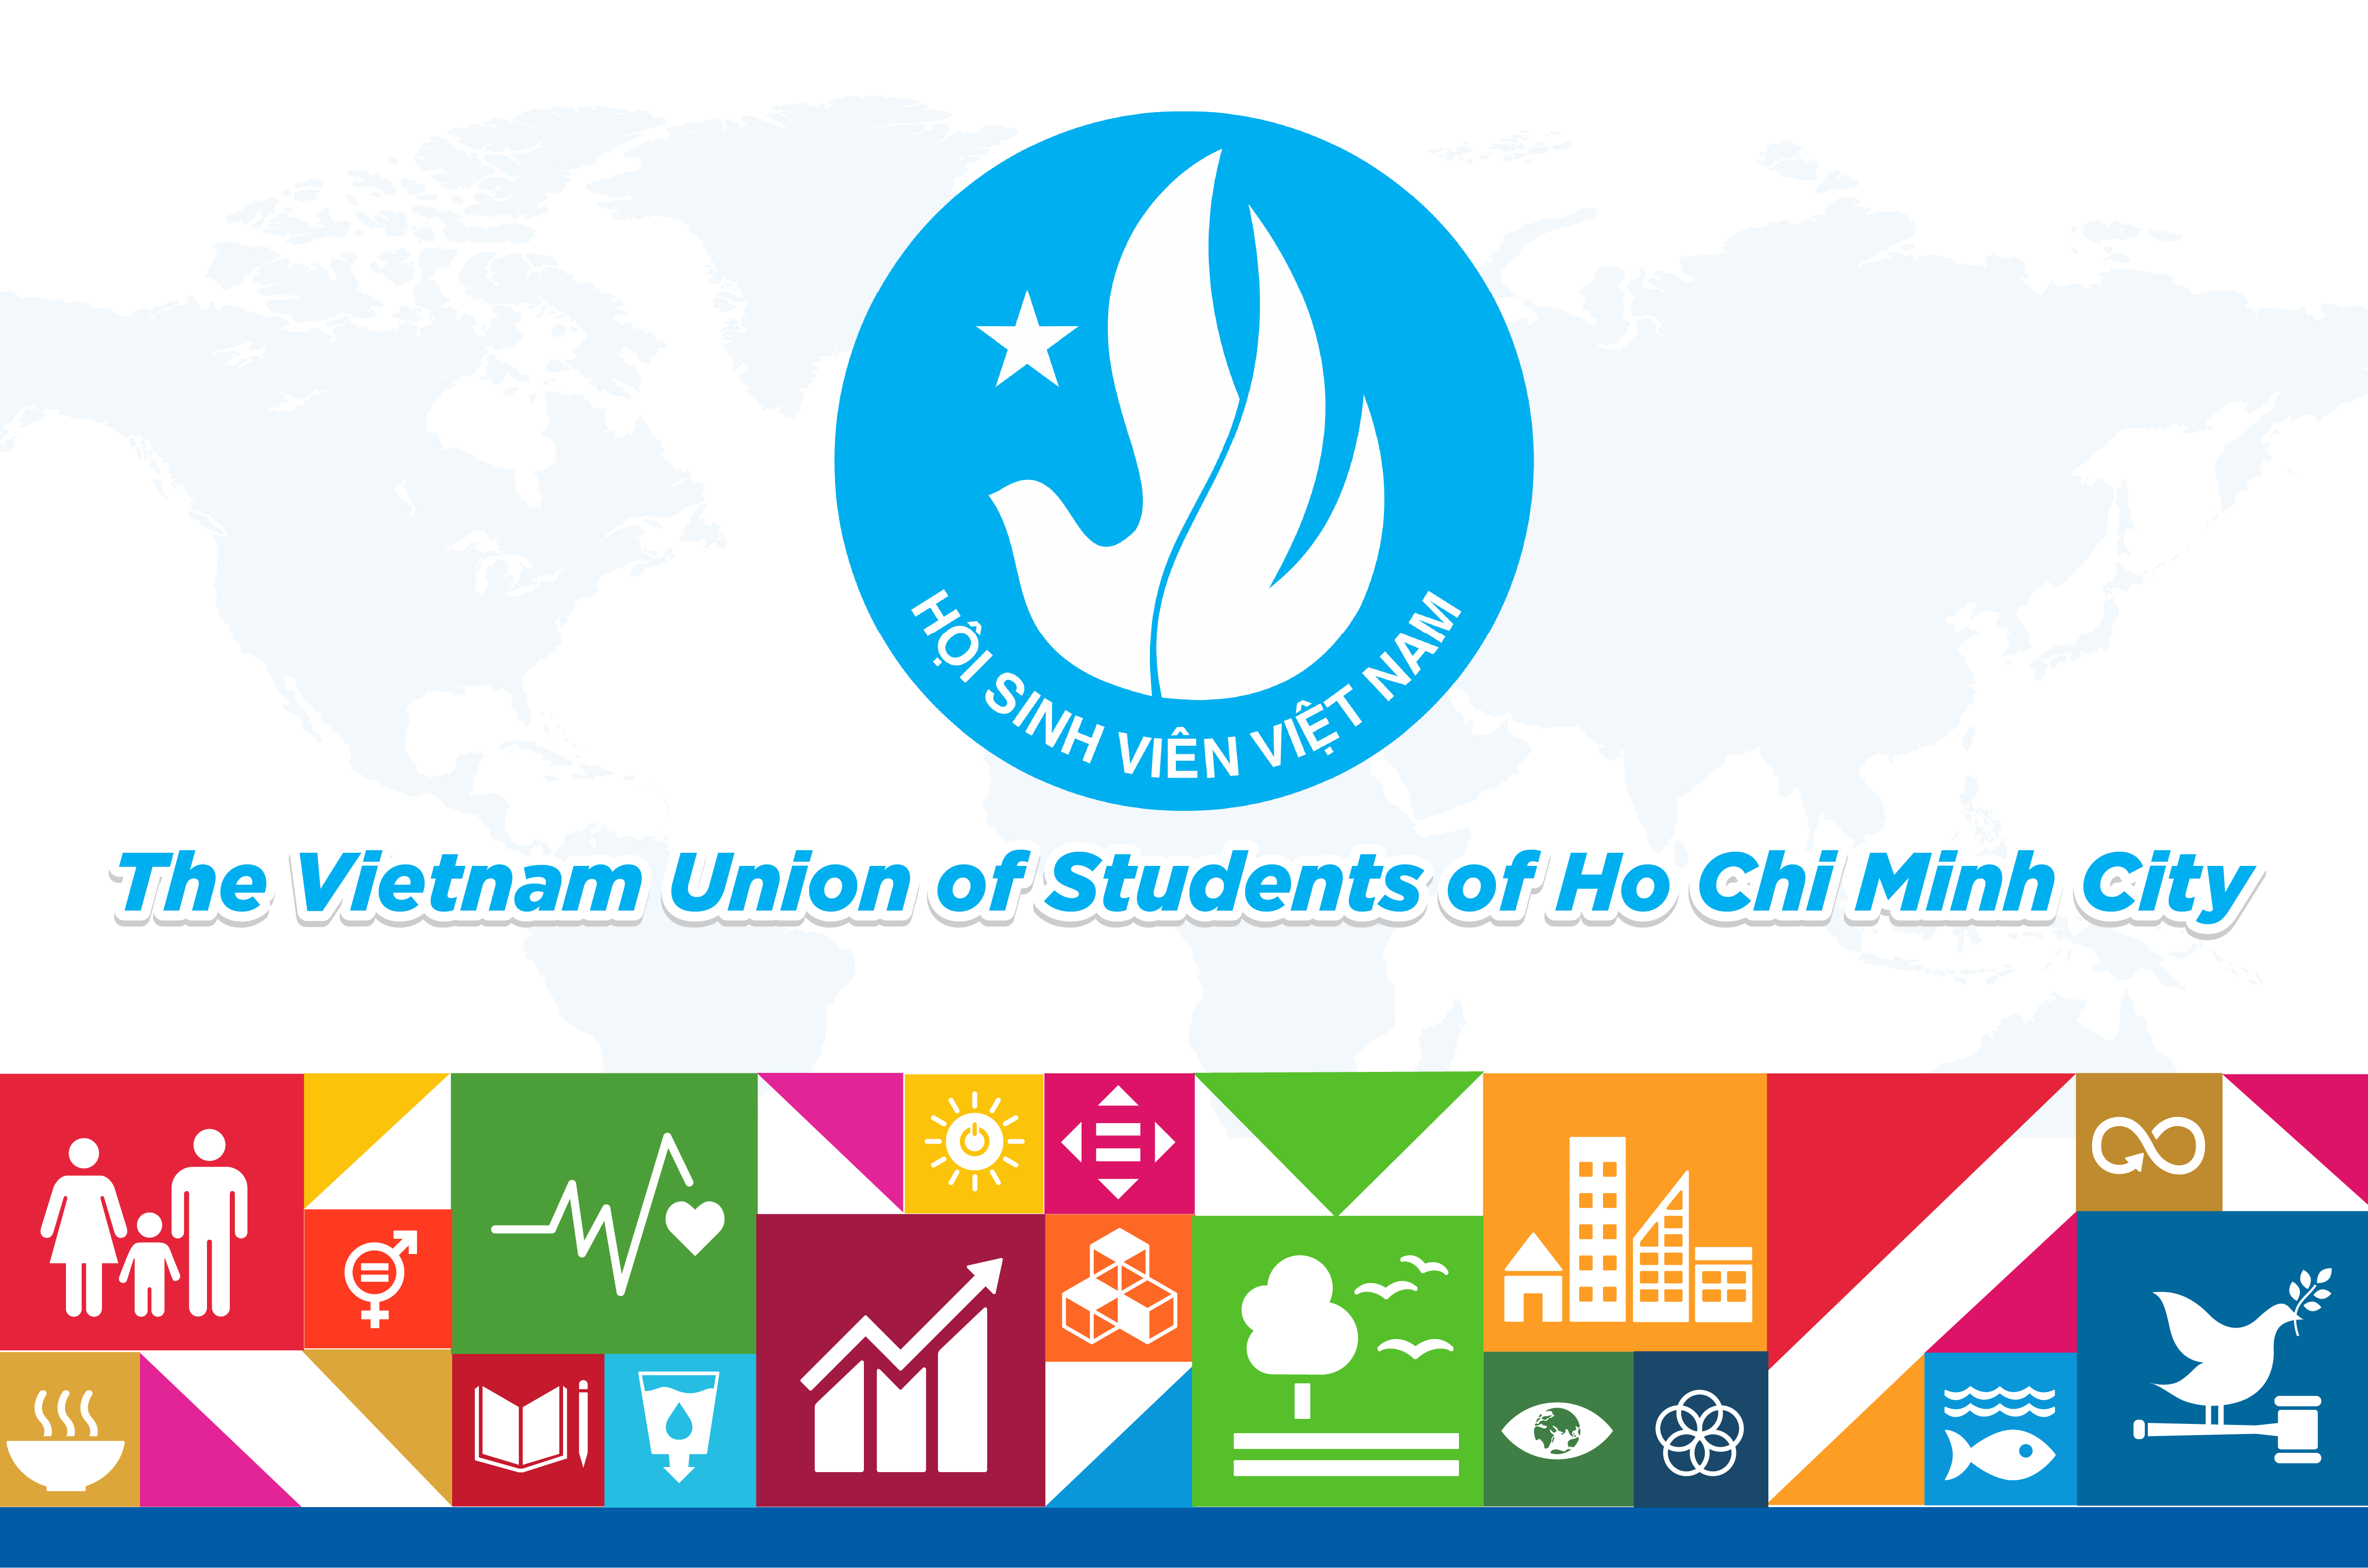 HỘI SINH VIÊN VIỆT NAM
The Vietnam Union of Students of Ho Chi Minh City